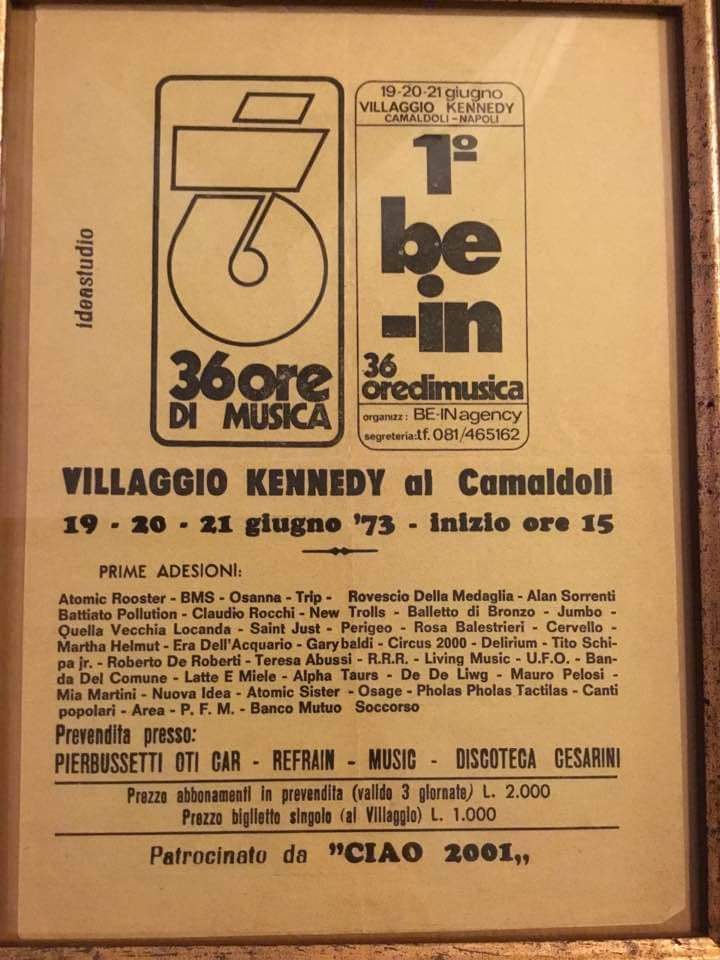 ideastudio
36 ore
DI MUSICA
19-20-21 giugno
VILLAGGIO KENNEDY
CAMALDOLI-NAPOLI
1º
be
-in
36
oredimusica
organizz: BE-IN agency
segreteria:tf. 081/465162
VILLAGGIO KENNEDY ai Camaldoli
19 - 20 - 21 giugno '73 - inizio ore 15
PRIME ADESIONI:
Atomic Rooster - BMS - Osanna - Trip - Rovescio Della Medaglia - Alan Sorrenti
Battiato Pollution - Claudio Rocchi - New Trolls - Balletto di Bronzo - Jumbo -
Quella Vecchia Locanda - Saint Just - Perigeo - Rosa Balestrieri - Cervello -
Martha Helmut - Era Dell'Acquario - Garybaldi - Circus 2000 - Delirium - Tito Schi-
pa jr. - Roberto De Roberti - Teresa Abussi - R.R.R. - Living Music - U.F.O. - Ban-
da Del Comune - Latte E Miele - Alpha Taurs - De De Liwg - Mauro Pelosi -
Mia Martini - Nuova Idea - Atomic Sister - Osage - Pholas Pholas Tactilas - Canti
popolari - Area - P. F. M. - Banco Mutuo Soccorso
Prevendita presso:
PIERBUSSETTI OTI CAR - REFRAIN - MUSIC - DISCOTECA CESARINI
Prezzo abbonamenti in prevendita (valido 3 giornate) L. 2.000
Prezzo biglietto singolo (al Villaggio) L. 1.000
Patrocinato da "CIAO 2001,,